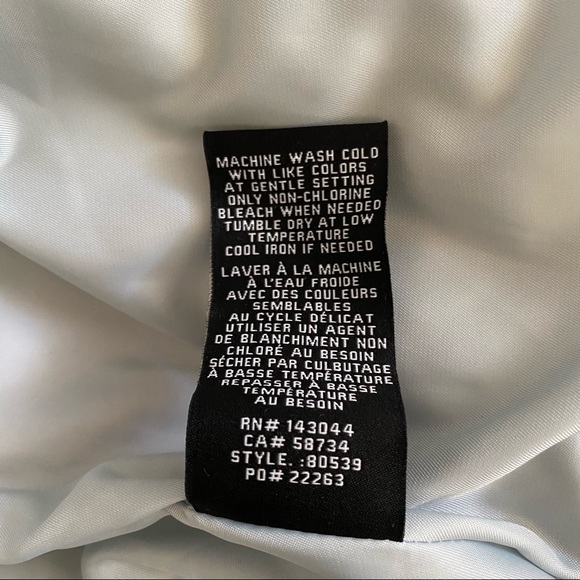 MACHINE WASH COLD
WITH LIKE COLORS
AT GENTLE SETTING
ONLY NON-CHLORINE
BLEACH WHEN NEEDED
TUMBLE DRY AT LOW
TEMPERATURE
COOL IRON IF NEEDED
LAVER À LA MACHINE
À L'EAU FROIDE
AVEC DES COULEURS
SEMBLABLES
AU CYCLE DÉLICAT
UTILISER UN AGENT
DE BLANCHIMENT NON
CHLORÉ AU BESOIN
SÉCHER PAR CULBUTAGE
À BASSE TEMPÉRATURE
REPASSER À BASSE
TEMPÉRATURE
AU BESOIN
RN# 143044
CA# 58734
STYLE. :80539
PO# 22263